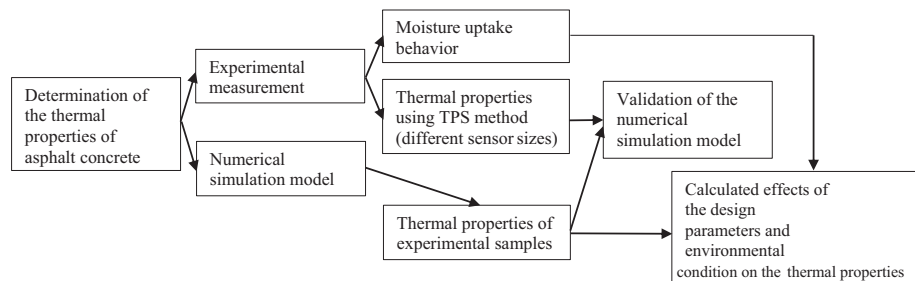 Determination of
the thermal
properties of
asphalt concrete
Experimental
measurement
Numerical
simulation model
Moisture uptake
behavior
Thermal properties
using TPS method
(different sensor sizes)
Thermal properties of
experimental samples
Validation of the
numerical
simulation model
Calculated effects of
the design
parameters and
environmental
condition on the thermal properties